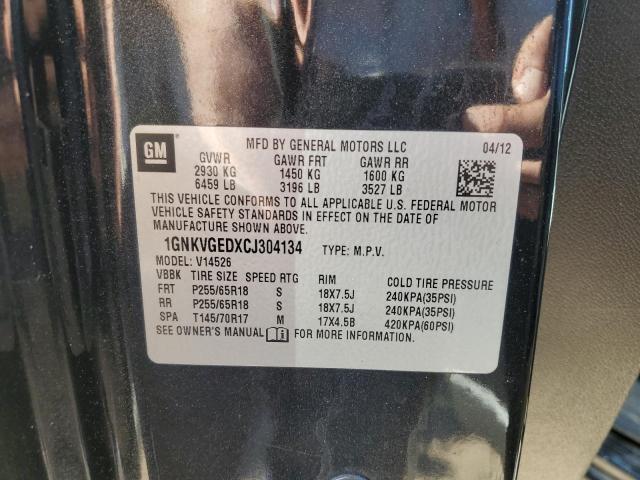 GM
MFD BY GENERAL MOTORS LLC 04/12
GVWR GAWR FRT GAWR RR
2930 KG 1450 KG 1600 KG
6459 LB 3196 LB 3527 LB
THIS VEHICLE CONFORMS TO ALL APPLICABLE U.S. FEDERAL MOTOR
VEHICLE SAFETY STANDARDS IN EFFECT ON THE DATE OF
MANUFACTURE SHOWN ABOVE.
1GNKVGEDXCJ304134 TYPE: M.P.V.
MODEL: V14526
VBBK TIRE SIZE SPEED RTG RIM COLD TIRE PRESSURE
FRT P255/65R18 S 18X7.5J 240KPA(35PSI)
RR P255/65R18 S 18X7.5J 240KPA(35PSI)
SPA T145/70R17 M 17X4.5B 420KPA(60PSI)
SEE OWNER'S MANUAL FOR MORE INFORMATION.